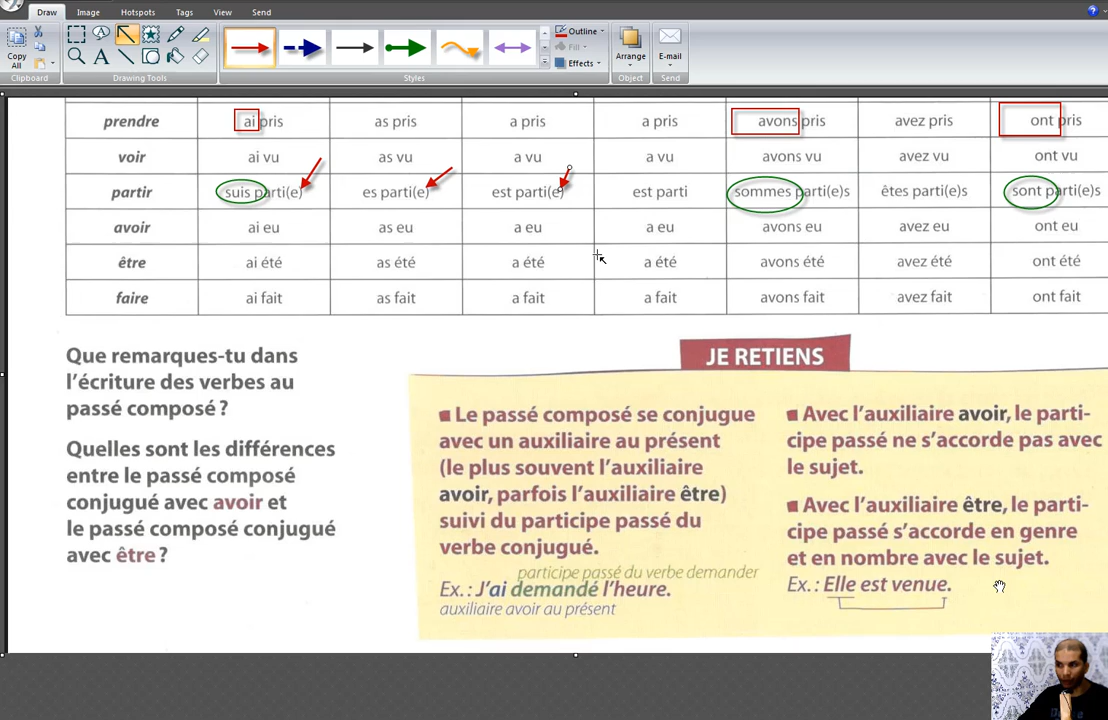 Draw Image Hotspots Tags View Send
Copy All
Clipboard
Drawing Tools
Styles
Outline
Fill
Effects
Arrange
Object
E-mail
Send
prendre ai pris as pris a pris a pris avons pris avez pris ont pris
voir ai vu as vu a vu a vu avons vu avez vu ont vu
partir suis parti(e) es parti(e) est parti(e) est parti sommes parti(e)s êtes parti(e)s sont parti(e)s
avoir ai eu as eu a eu a eu avons eu avez eu ont eu
être ai été as été a été a été avons été avez été ont été
faire ai fait as fait a fait a fait avons fait avez fait ont fait
Que remarques-tu dans
l'écriture des verbes au
passé composé ?
Quelles sont les différences
entre le passé composé
conjugué avec avoir et
le passé composé conjugué
avec être ?
JE RETIENS
Le passé composé se conjugue
avec un auxiliaire au présent
(le plus souvent l'auxiliaire
avoir, parfois l'auxiliaire être)
suivi du participe passé du
verbe conjugué.
participe passé du verbe demander
Ex. : J'ai demandé l'heure.
auxiliaire avoir au présent
Avec l'auxiliaire avoir, le parti-
cipe passé ne s'accorde pas avec
le sujet.
Avec l'auxiliaire être, le parti-
cipe passé s'accorde en genre
et en nombre avec le sujet.
Ex. : Elle est venue.